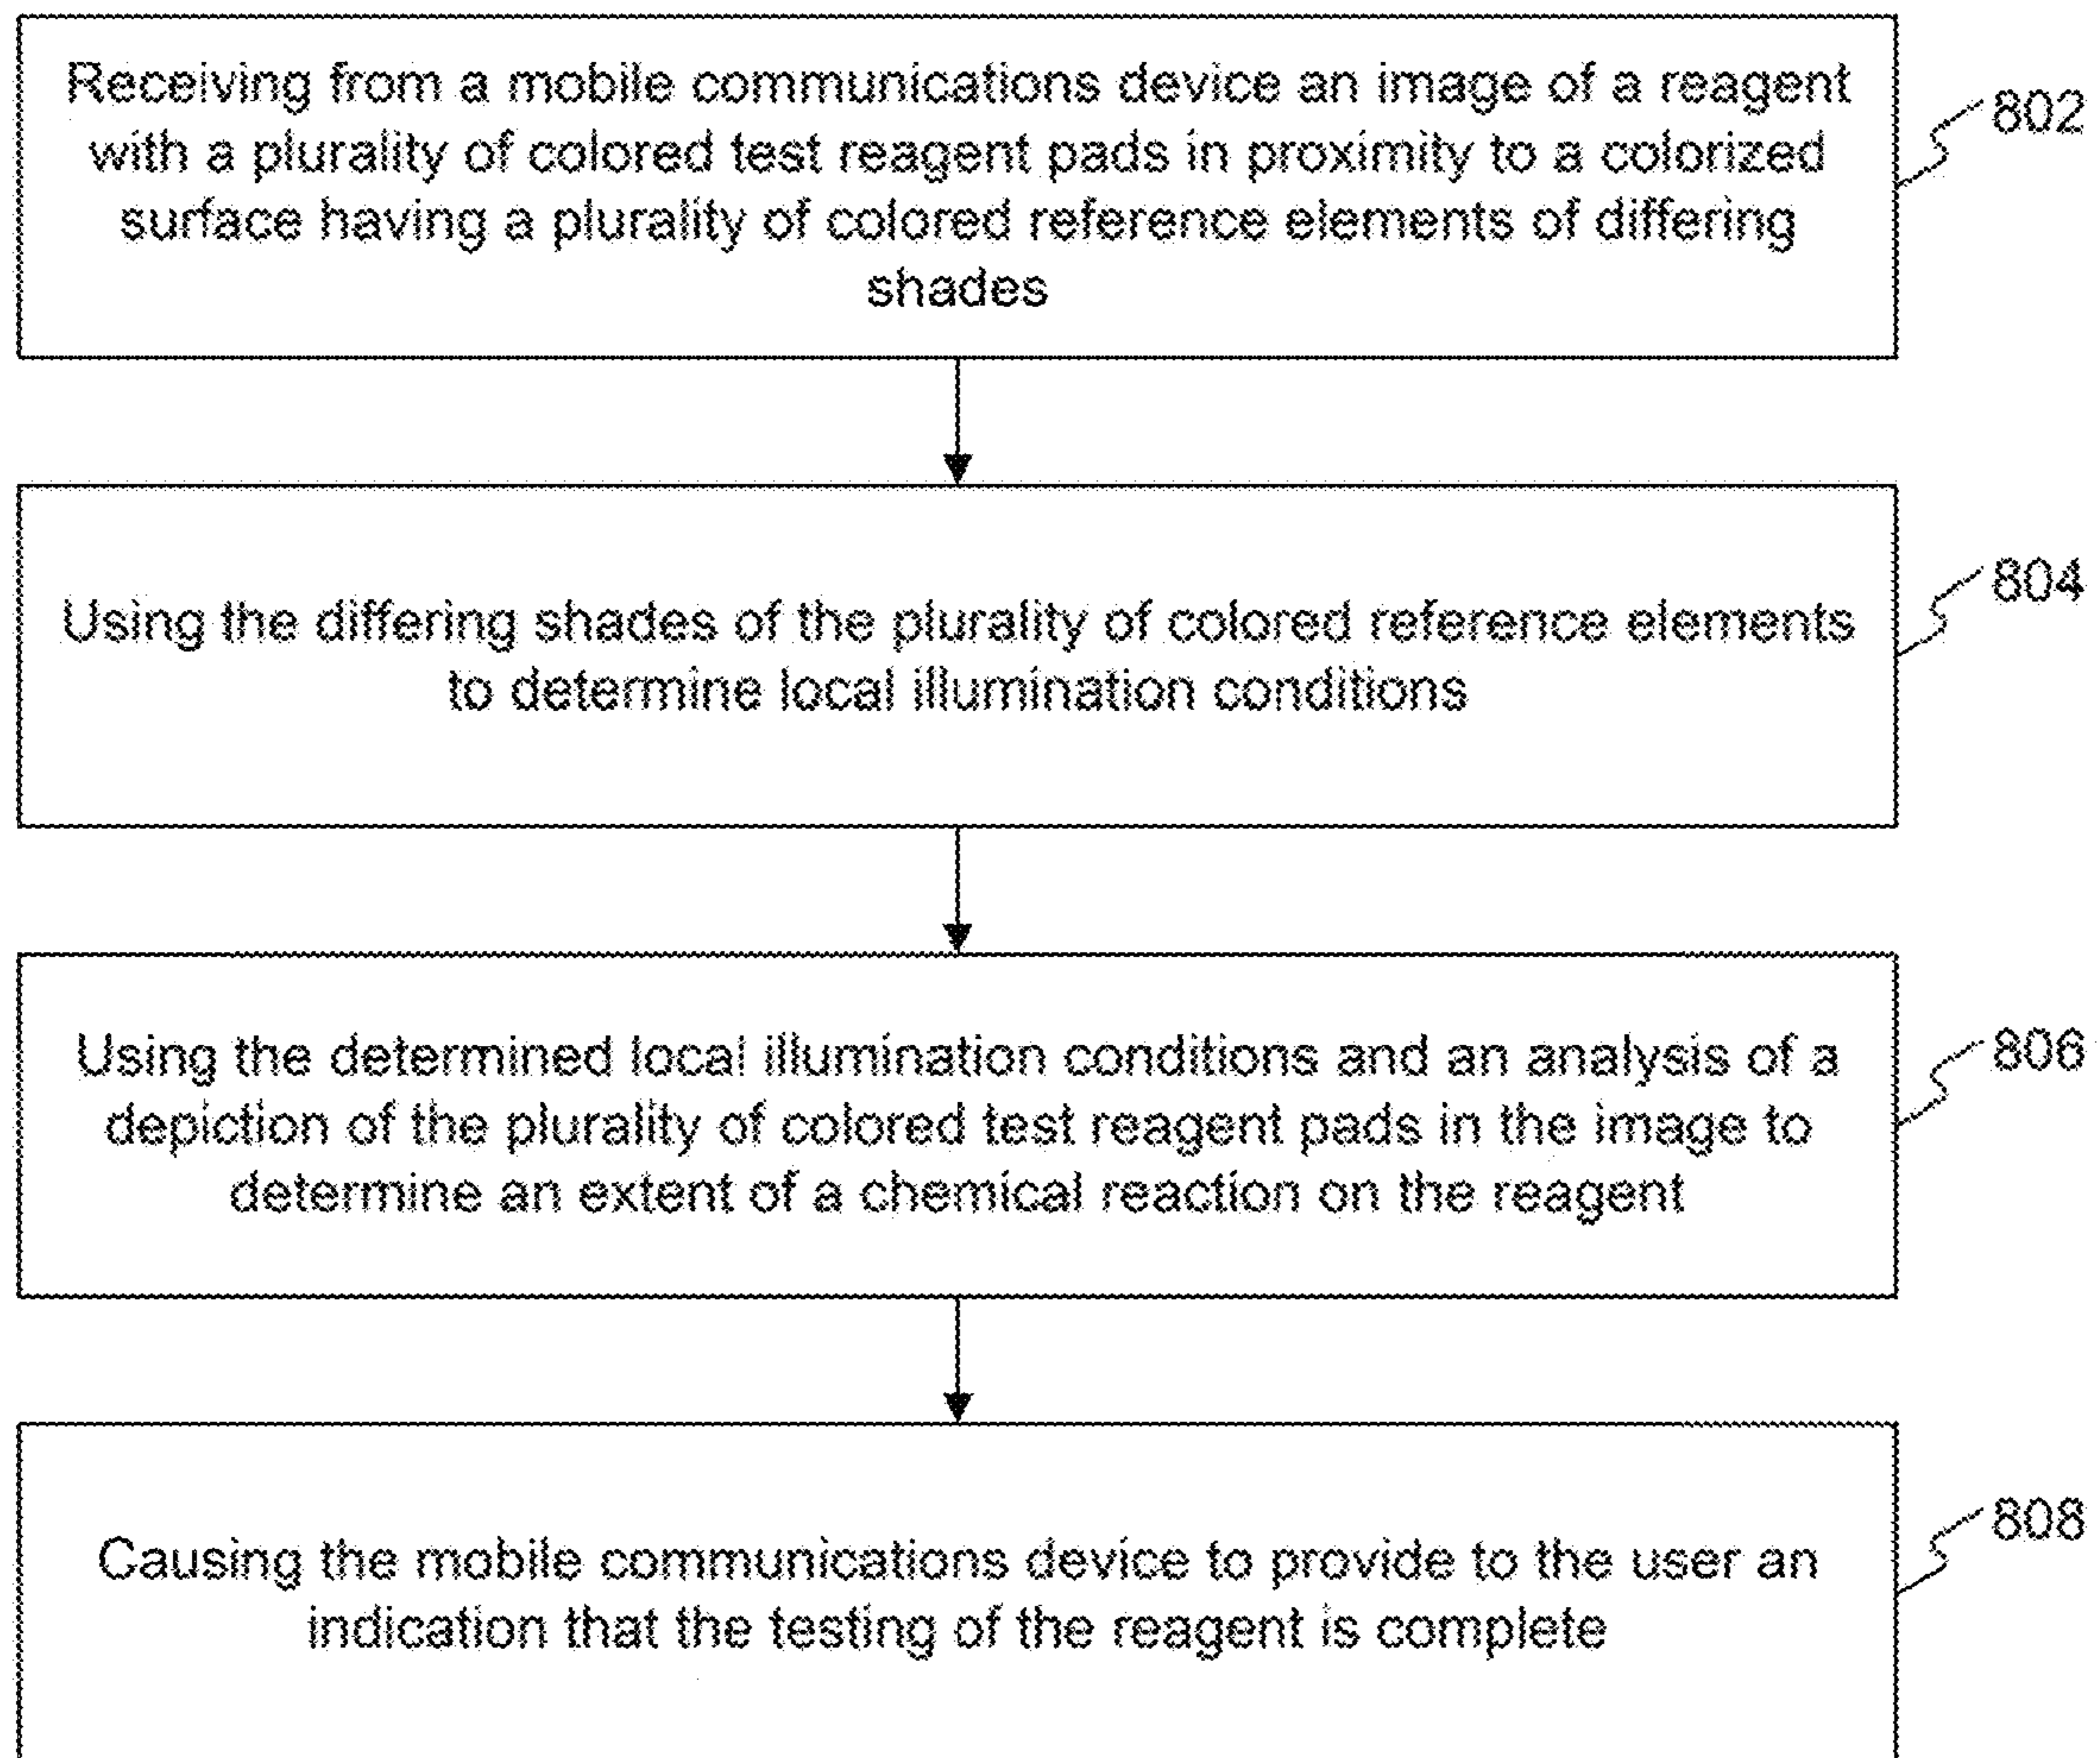 Receiving from a mobile communications device an image of a reagent
with a plurality of colored test reagent pads in proximity to a colorized
surface having a plurality of colored reference elements of differing
shades
802
Using the differing shades of the plurality of colored reference elements
to determine local illumination conditions
804
Using the determined local illumination conditions and an analysis of a
depiction of the plurality of colored test reagent pads in the image to
determine an extent of a chemical reaction on the reagent
806
Causing the mobile communications device to provide to the user an
indication that the testing of the reagent is complete
808